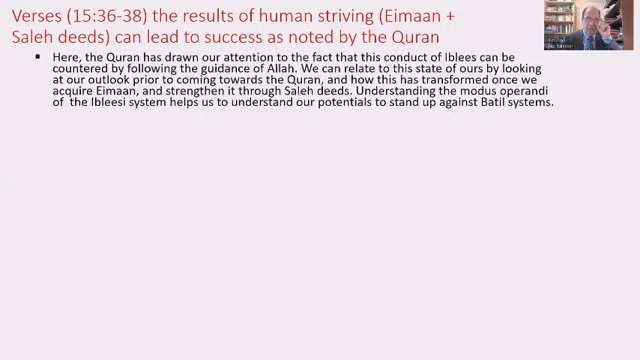 Verses (15:36-38) the results of human striving (Eimaan +
Saleh deeds) can lead to success as noted by the Quran
▪ Here, the Quran has drawn our attention to the fact that this conduct of Iblees can be
countered by following the guidance of Allah. We can relate to this state of ours by looking
at our outlook prior to coming towards the Quran, and how this has transformed once we
acquire Eimaan, and strengthen it through Saleh deeds. Understanding the modus operandi
of the Ibleesi system helps us to understand our potentials to stand up against Batil systems.